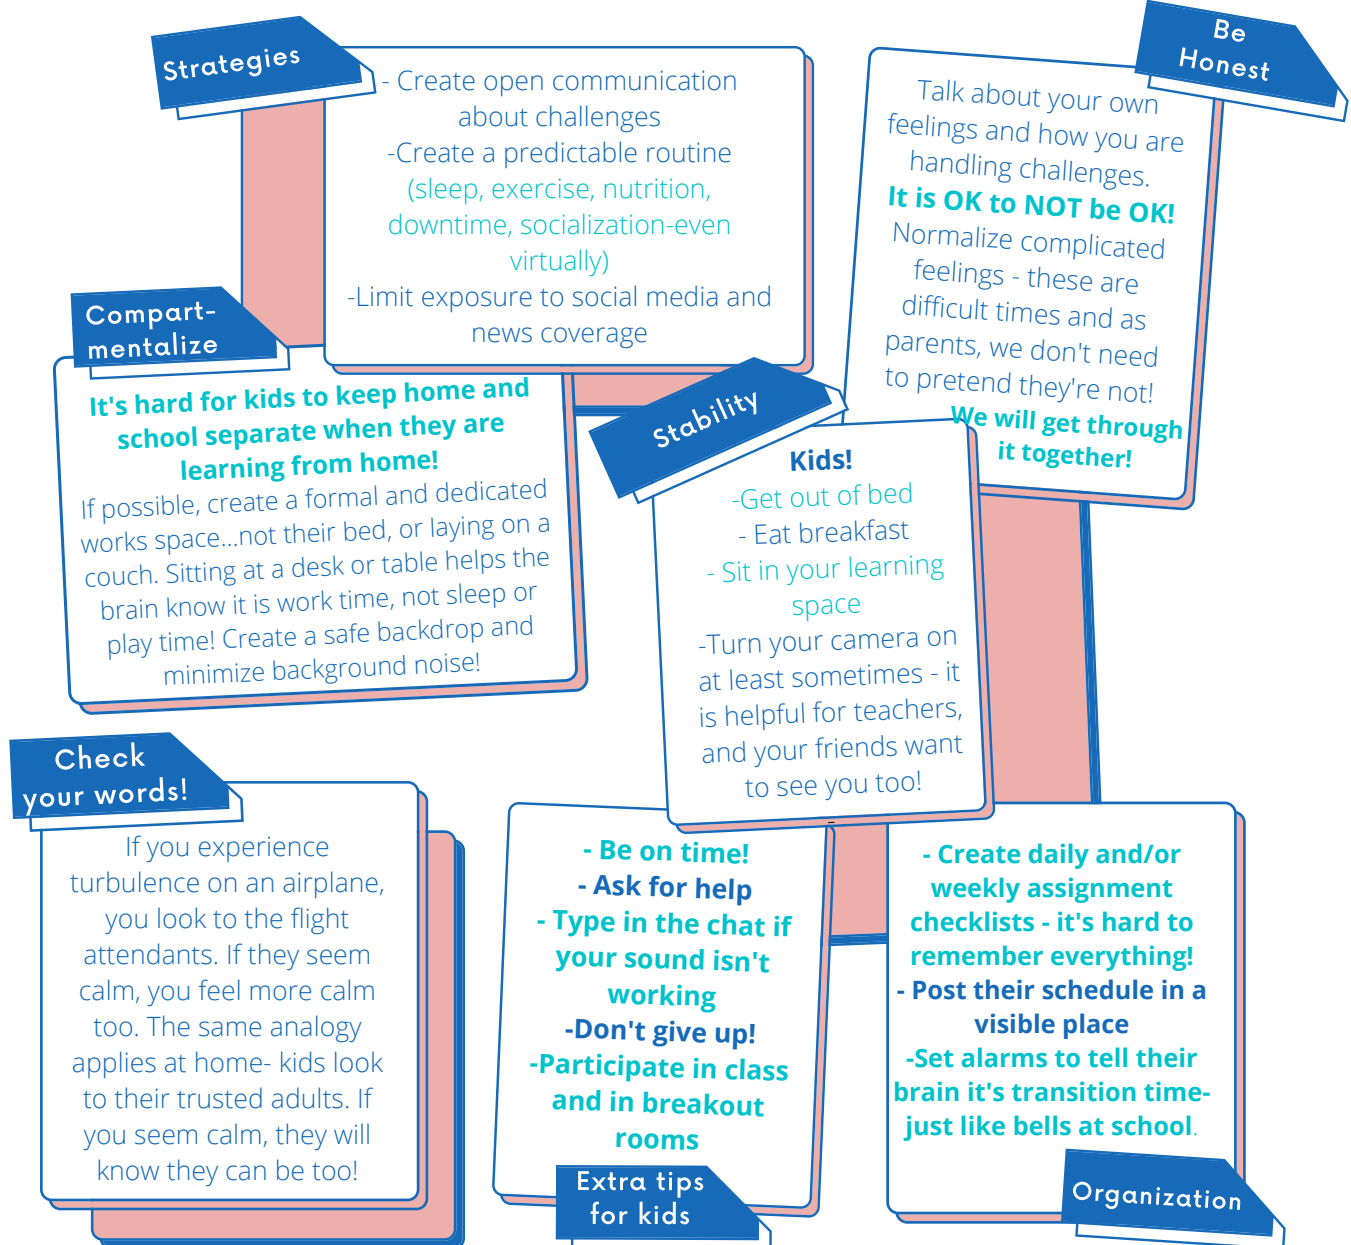 Strategies
- Create open communication
about challenges
-Create a predictable routine
(sleep, exercise, nutrition,
downtime, socialization-even
virtually)
-Limit exposure to social media and
news coverage
Be
Honest
Talk about your own
feelings and how you are
handling challenges.
It is OK to NOT be OK!
Normalize complicated
feelings - these are
difficult times and as
parents, we don't need
to pretend they're not!
We will get through
it together!
Compart-
mentalize
It's hard for kids to keep home and
school separate when they are
learning from home!
If possible, create a formal and dedicated
works space...not their bed, or laying on a
couch. Sitting at a desk or table helps the
brain know it is work time, not sleep or
play time! Create a safe backdrop and
minimize background noise!
Stability
Kids!
-Get out of bed
- Eat breakfast
- Sit in your learning
space
-Turn your camera on
at least sometimes - it
is helpful for teachers,
and your friends want
to see you too!
Check
your words!
If you experience
turbulence on an airplane,
you look to the flight
attendants. If they seem
calm, you feel more calm
too. The same analogy
applies at home- kids look
to their trusted adults. If
you seem calm, they will
know they can be too!
- Be on time!
- Ask for help
- Type in the chat if
your sound isn't
working
-Don't give up!
-Participate in class
and in breakout
rooms
Extra tips
for kids
- Create daily and/or
weekly assignment
checklists - it's hard to
remember everything!
- Post their schedule in a
visible place
-Set alarms to tell their
brain it's transition time-
just like bells at school.
Organization